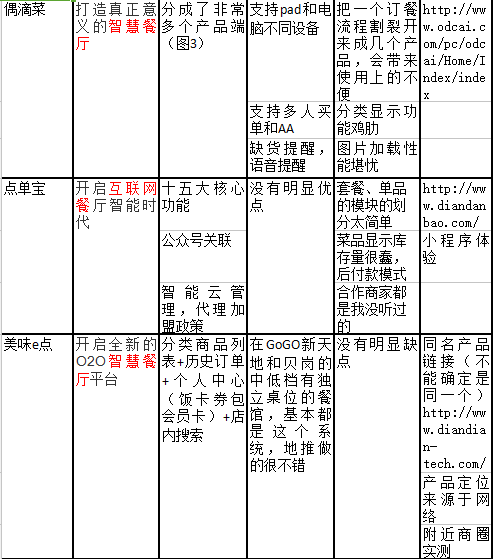 偶滴菜
打造真正意
义的智慧餐
厅
分成了非常
多个产品端
（图3）
支持pad和电
脑不同设备
把一个订餐
流程割裂开
来成几个产
品，会带来
使用上的不
便
http://ww
w.odcai.c
om/pc/odc
ai/Home/I
ndex/inde
x
支持多人买
单和AA
分类显示功
能鸡肋
缺货提醒，
语音提醒
图片加载性
能堪忧
点单宝
开启互联网
餐厅智能时
代
十五大核心
功能
没有明显优
点
套餐、单品
的模块的划
分太简单
http://ww
w.diandan
bao.com/
公众号关联
菜品显示库
存量很蠢，
后付款模式
小程序体
验
智能云管
理，代理加
盟政策
合作商家都
是我没听过
的
美味e点
开启全新的
O2O智慧餐
厅平台
分类商品列
表+历史订单
+个人中心
（饭卡券包
会员卡）+店
内搜索
在GoGO新天
地和贝岗的
中低档有独
立桌位的餐
馆，基本都
是这个系
统，地推做
的很不错
没有明显缺
点
同名产品
链接（不
能确定是
同一个）
http://ww
w.diandia
n-
tech.com/
产品定位
来源于网
络
附近商圈
实测